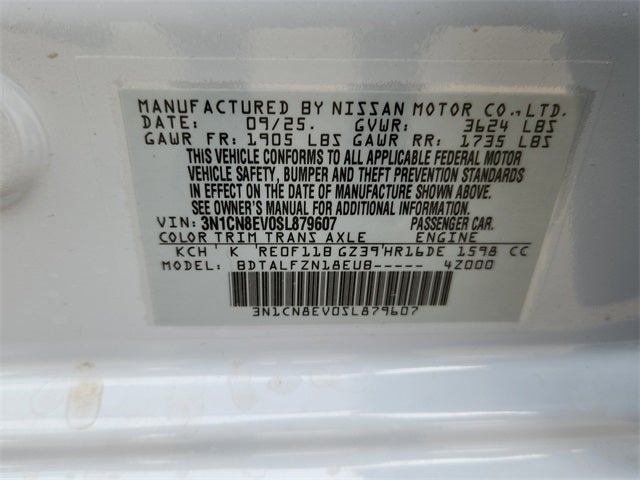 MANUFACTURED BY NISSAN MOTOR CO., LTD.
DATE: 09/25. GVWR: 3624 LBS
GAWR FR: 1905 LBS GAWR RR: 1735 LBS
THIS VEHICLE CONFORMS TO ALL APPLICABLE FEDERAL MOTOR
VEHICLE SAFETY, BUMPER AND THEFT PREVENTION STANDARDS
IN EFFECT ON THE DATE OF MANUFACTURE SHOWN ABOVE.
SEE OWNER'S MANUAL FOR ADDITIONAL INFORMATION.
VIN: 3N1CN8EV0SL879607 PASSENGER CAR.
COLOR TRIM TRANS AXLE ENGINE
KCH K RE0F11B GZ39 HR16DE 1598 CC
MODEL: BDTALFZN18EUB----- 4Z000
3N1CN8EV0SL879607